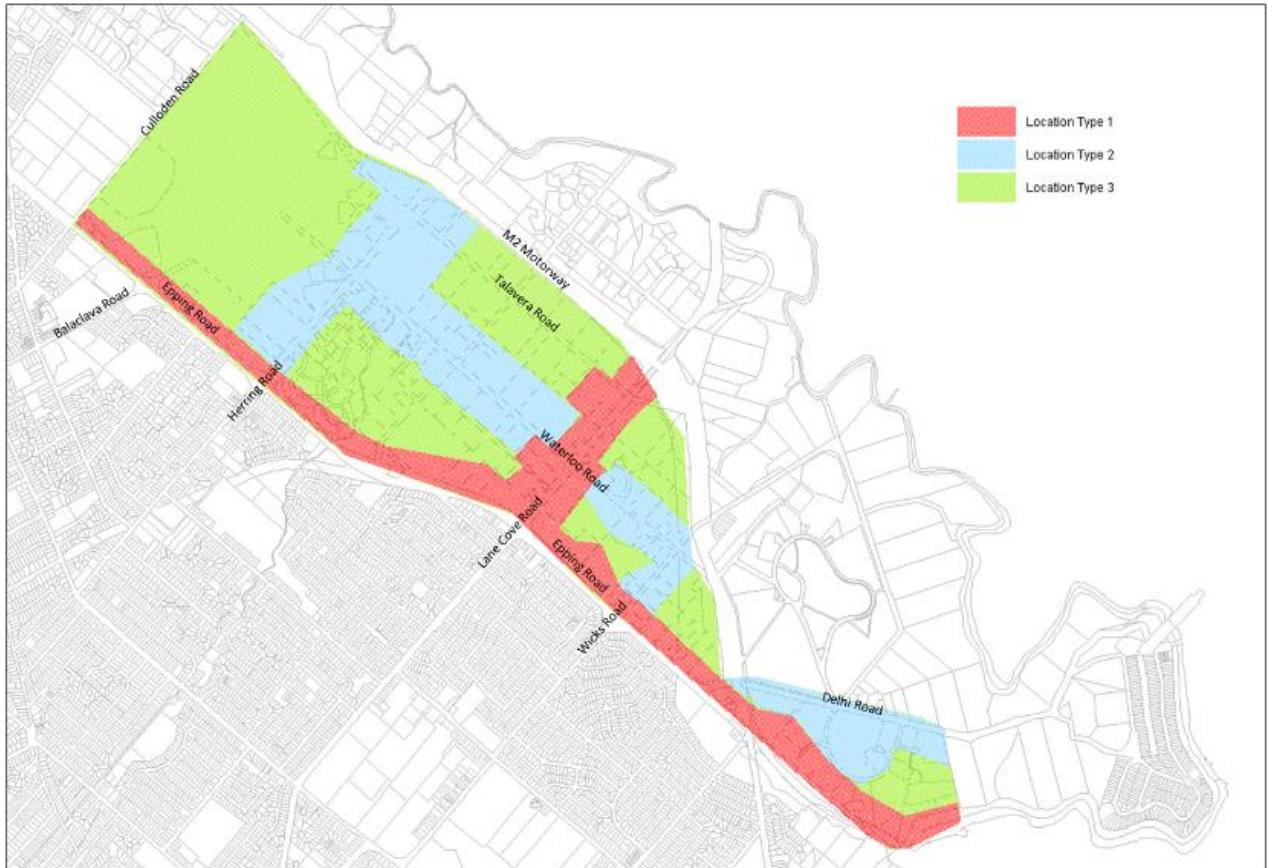 Culloden Road
Location Type 1
Location Type 2
Location Type 3
M2 Motorway
Talavera Road
Epping Road
Balaclava Road
Herring Road
Waterloo Road
Lane Cove Road
Epping Road
Wicks Road
Delhi Road